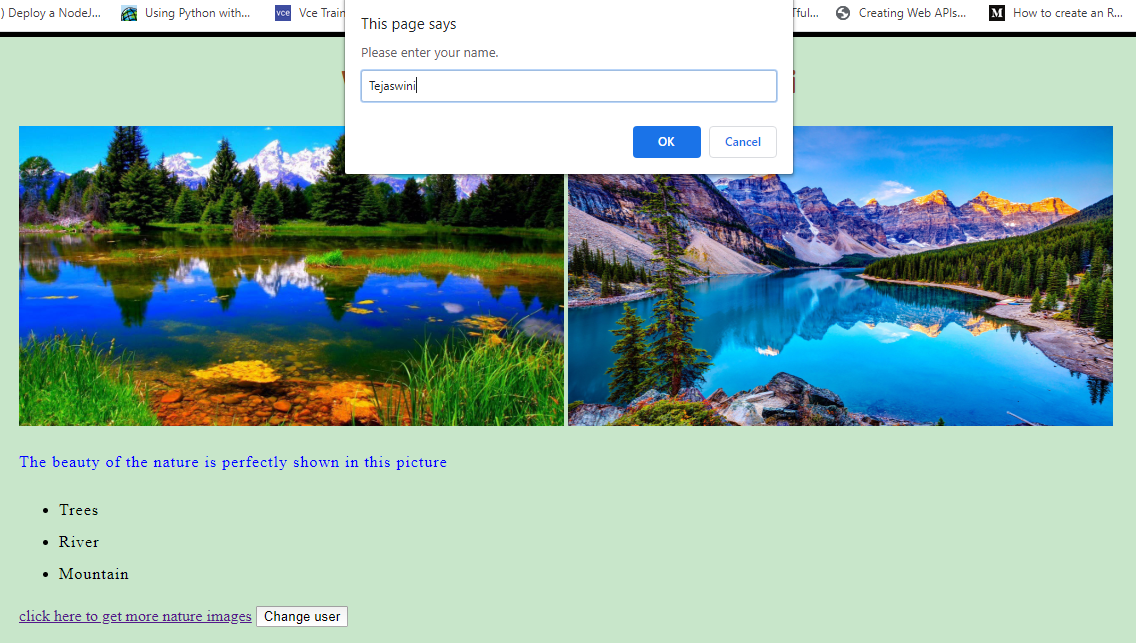 ) Deploy a NodeJ... Using Python with... vce Vce Train tful... Creating Web APIs... M How to create an R...
This page says
Please enter your name.
Tejaswini
OK Cancel
The beauty of the nature is perfectly shown in this picture
• Trees
• River
• Mountain
click here to get more nature images Change user